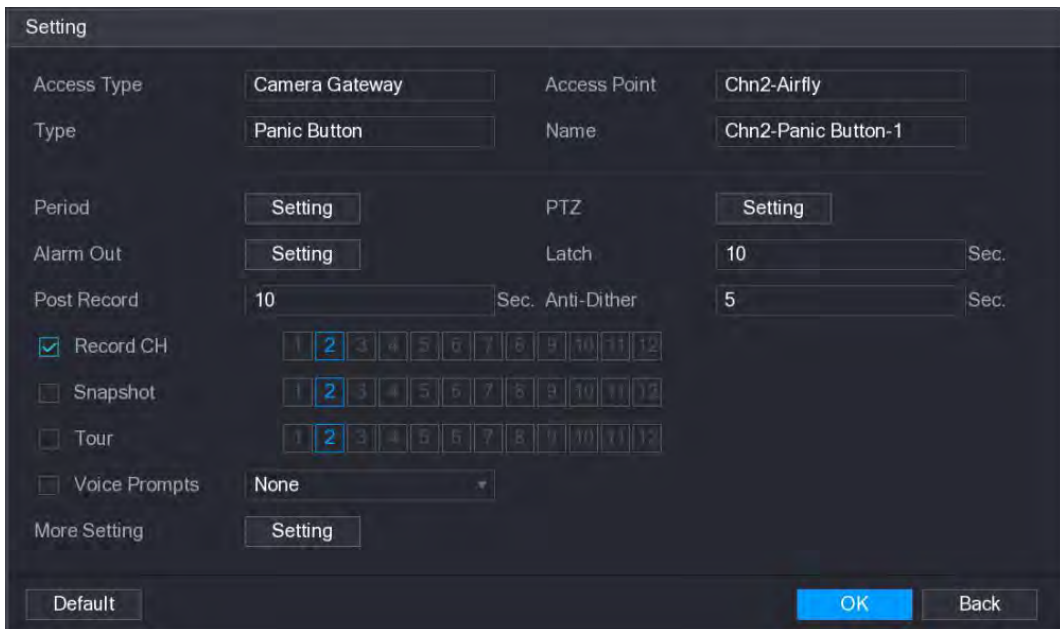 Setting
Access Type Camera Gateway Access Point Chn2-Airfly
Type Panic Button Name Chn2-Panic Button-1
Period Setting PTZ Setting
Alarm Out Setting Latch 10 Sec.
Post Record 10 Sec. Anti-Dither 5 Sec.
Record CH 1 2 3 4 5 6 7 8 9 10 11 12
Snapshot 1 2 3 4 5 6 7 8 9 10 11 12
Tour 1 2 3 4 5 6 7 8 9 10 11 12
Voice Prompts None
More Setting Setting
Default OK Back